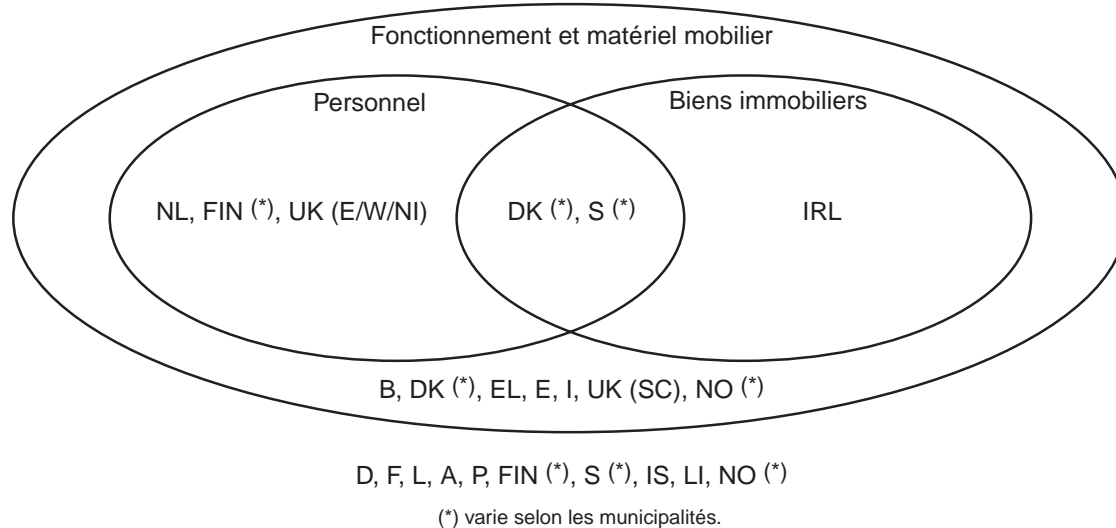 Fonctionnement et matériel mobilier
Personnel
Biens immobiliers
NL, FIN (*), UK (E/W/NI)
DK (*), S (*)
IRL
B, DK (*), EL, E, I, UK (SC), NO (*)
D, F, L, A, P, FIN (*), S (*), IS, LI, NO (*)
(*) varie selon les municipalités.